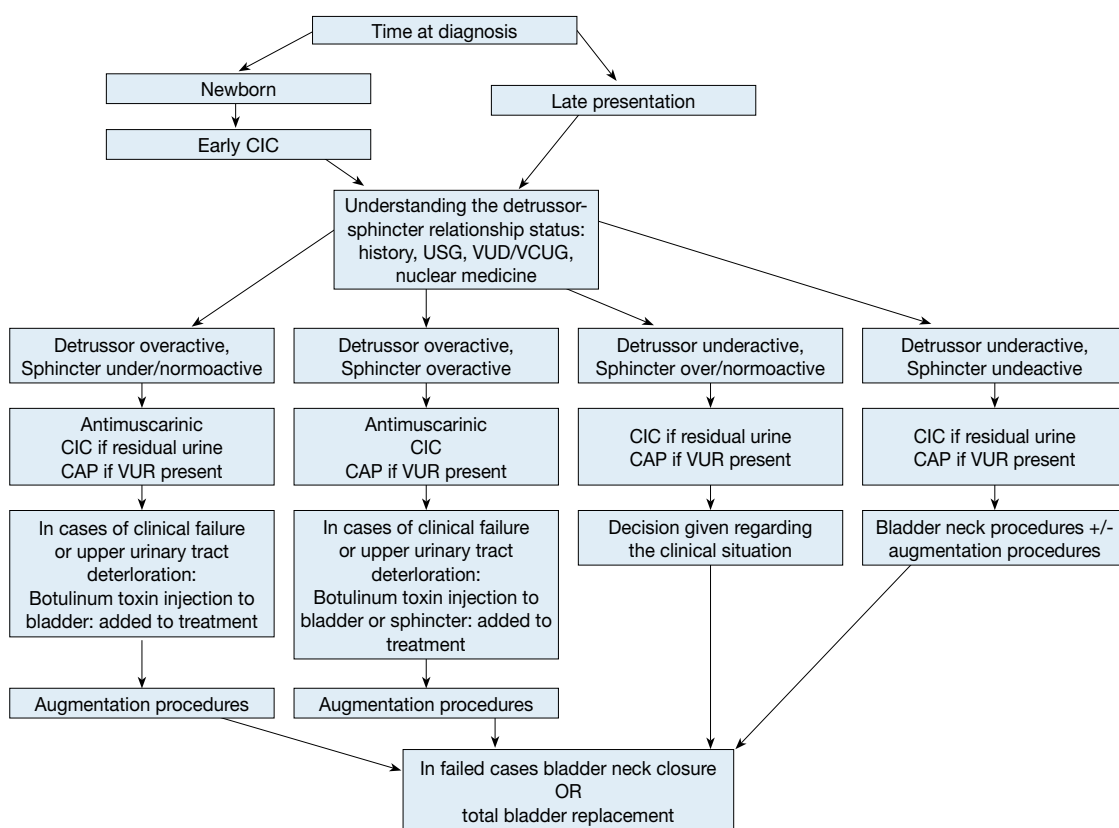 Time at diagnosis
Newborn
Late presentation
Early CIC
Understanding the detrussor-
sphincter relationship status:
history, USG, VUD/VCUG,
nuclear medicine
Detrussor overactive,
Sphincter under/normoactive
Detrussor overactive,
Sphincter overactive
Detrussor underactive,
Sphincter over/normoactive
Detrussor underactive,
Sphincter undeactive
Antimuscarinic
CIC if residual urine
CAP if VUR present
Antimuscarinic
CIC
CAP if VUR present
CIC if residual urine
CAP if VUR present
CIC if residual urine
CAP if VUR present
In cases of clinical failure
or upper urinary tract
deterloration:
Botulinum toxin injection to
bladder: added to treatment
In cases of clinical failure
or upper urinary tract
deterloration:
Botulinum toxin injection to
bladder or sphincter: added to
treatment
Decision given regarding
the clinical situation
Bladder neck procedures +/-
augmentation procedures
Augmentation procedures
Augmentation procedures
In failed cases bladder neck closure
OR
total bladder replacement